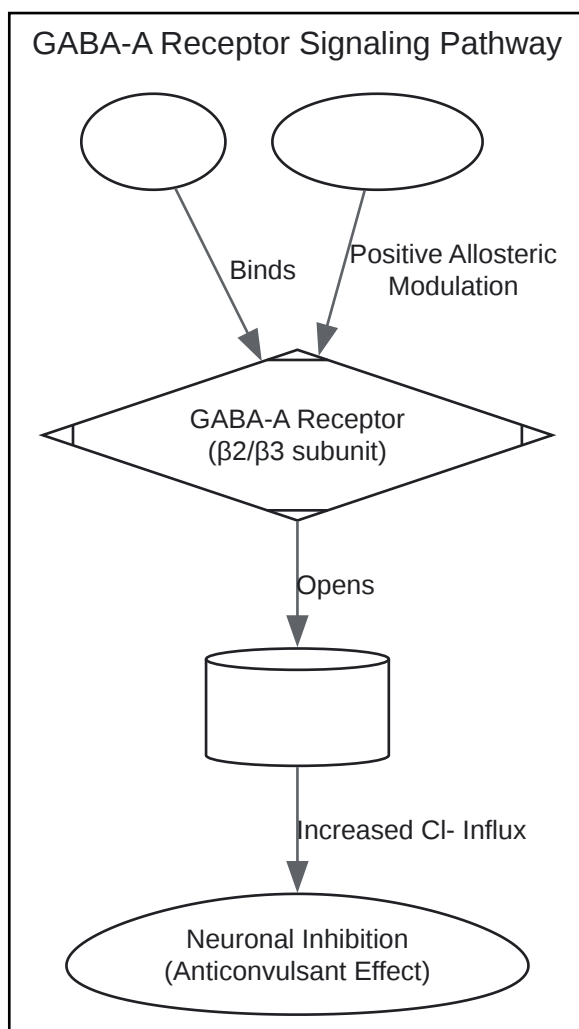 GABA-A Receptor Signaling Pathway
Binds
Positive Allosteric
Modulation
GABA-A Receptor
(β2/β3 subunit)
Opens
Increased Cl- Influx
Neuronal Inhibition
(Anticonvulsant Effect)